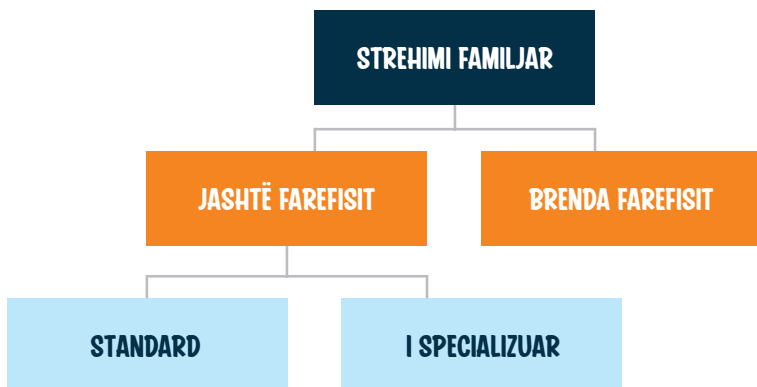 STREHIMI FAMILJAR
JASHTË FAREFISIT
BRENDA FAREFISIT
STANDARD
I SPECIALIZUAR